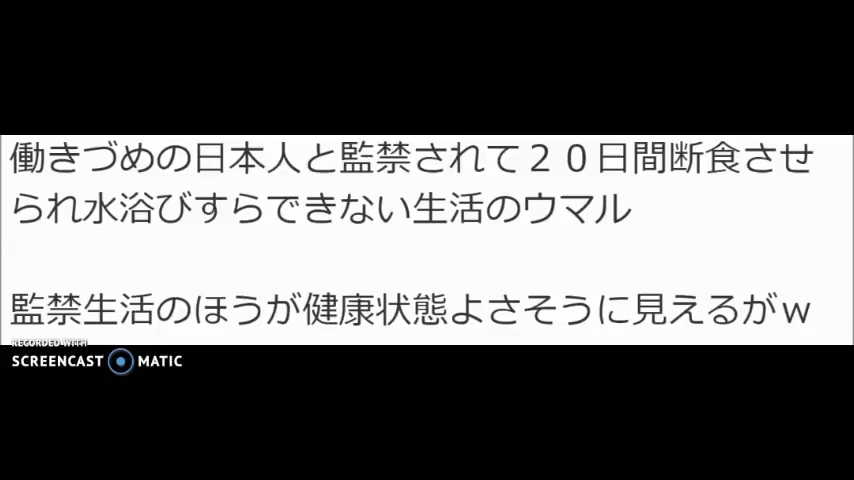 働きづめの日本人と監禁されて２０日間断食させ
られ水浴びすらできない生活のウマル
監禁生活のほうが健康状態よさそうに見えるがｗ
RECORDED WITH
SCREENCAST MATIC